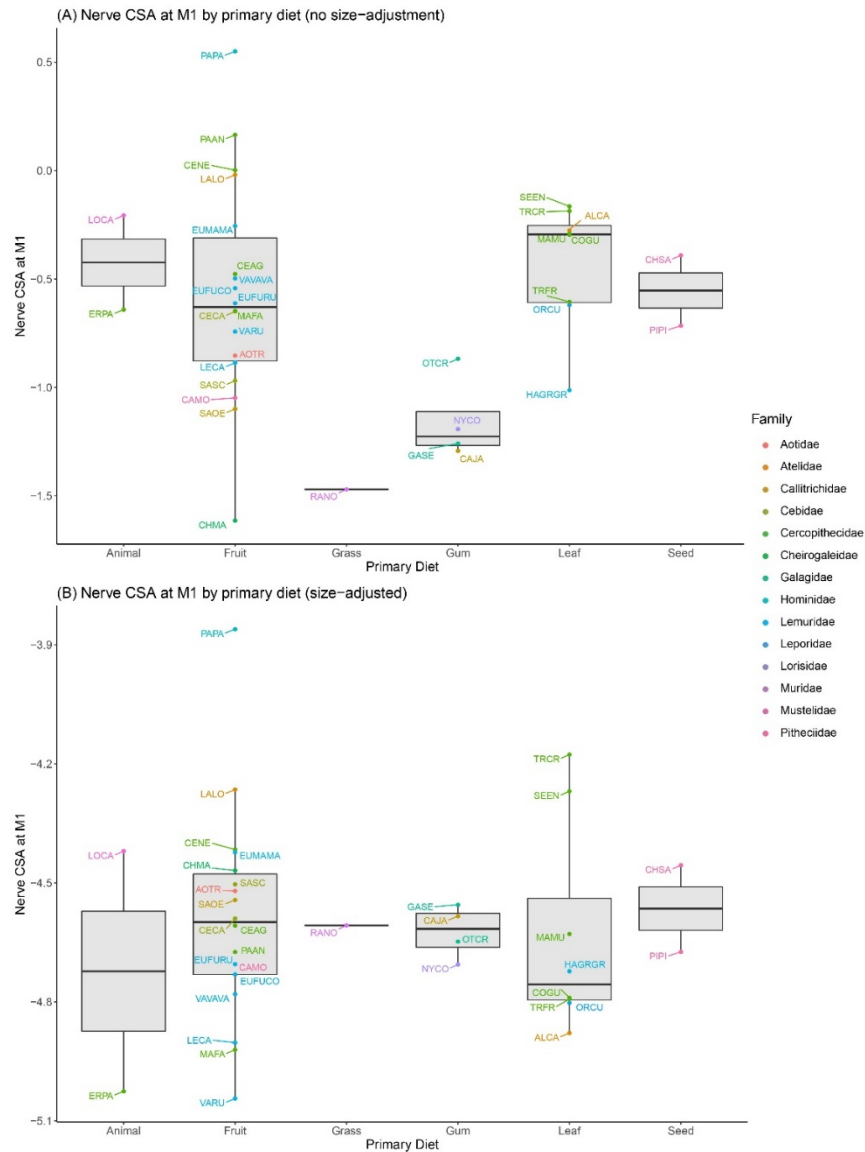 (A) Nerve CSA at M1 by primary diet (no size−adjustment)
0.5
0.0
−0.5
−1.0
−1.5
Nerve CSA at M1
LOCA
ERPA
PAPA
PAAN
CENE
LALO
EUMAMA
CEAG
VAVAVA
EUFUCO
EUFURU
CECA
MAFA
VARU
AOTR
LECA
SASC
CAMO
SAOE
CHMA
RANO
OTCR
NYCO
GASE
CAJA
SEEN
TRCR
ALCA
MAMU
COGU
TRFR
ORCU
HAGRGR
CHSA
PIPI
Animal Fruit Grass Gum Leaf Seed
Primary Diet
(B) Nerve CSA at M1 by primary diet (size−adjusted)
−3.9
−4.2
−4.5
−4.8
−5.1
Nerve CSA at M1
LOCA
ERPA
PAPA
LALO
CENE
EUMAMA
CHMA
SASC
AOTR
SAOE
CECA
CEAG
PAAN
EUFURU
CAMO
EUFUCO
VAVAVA
LECA
MAFA
VARU
RANO
GASE
CAJA
OTCR
NYCO
TRCR
SEEN
MAMU
HAGRGR
COGU
TRFR
ORCU
ALCA
CHSA
PIPI
Animal Fruit Grass Gum Leaf Seed
Primary Diet
Family
Aotidae
Atelidae
Callitrichidae
Cebidae
Cercopithecidae
Cheirogaleidae
Galagidae
Hominidae
Lemuridae
Leporidae
Lorisidae
Muridae
Mustelidae
Pitheciidae